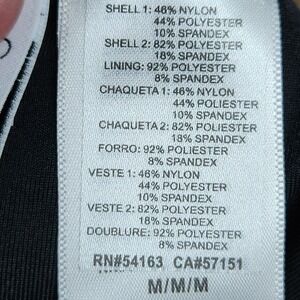 SHELL 1: 46% NYLON
44% POLYESTER
10% SPANDEX
SHELL 2: 82% POLYESTER
18% SPANDEX
LINING: 92% POLYESTER
8% SPANDEX
CHAQUETA 1: 46% NYLON
44% POLIESTER
10% SPANDEX
CHAQUETA 2: 82% POLIESTER
18% SPANDEX
FORRO: 92% POLIESTER
8% SPANDEX
VESTE 1: 46% NYLON
44% POLYESTER
10% SPANDEX
VESTE 2: 82% POLYESTER
18% SPANDEX
DOUBLURE: 92% POLYESTER
8% SPANDEX
RN#54163 CA#57151
M/M/M